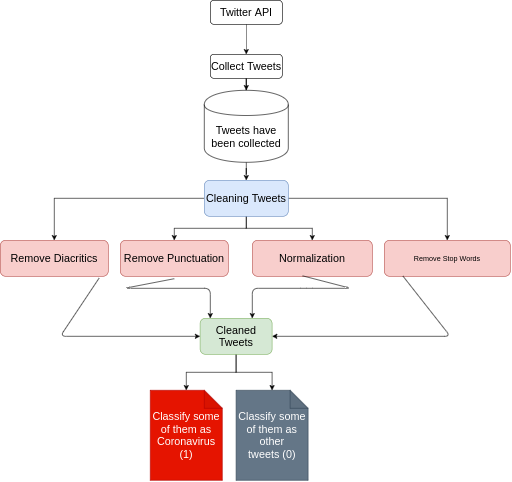 Twitter API
Collect Tweets
Tweets have
been collected
Cleaning Tweets
Remove Diacritics
Remove Punctuation
Normalization
Remove Stop Words
Cleaned
Tweets
Classify some
of them as
Coronavirus
(1)
Classify some
of them as
other
tweets (0)